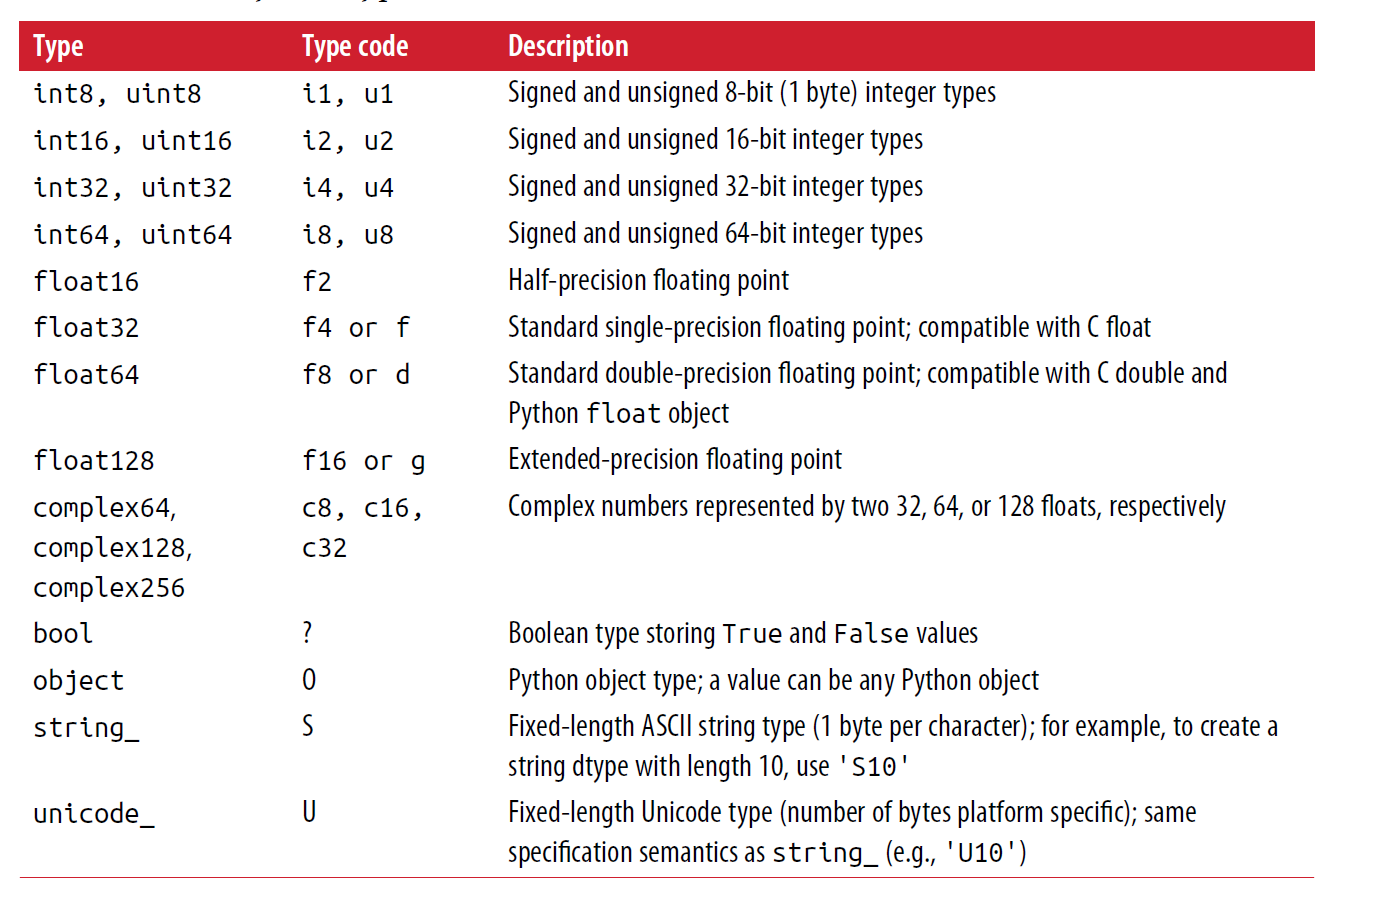 Type Type code Description
int8, uint8 i1, u1 Signed and unsigned 8-bit (1 byte) integer types
int16, uint16 i2, u2 Signed and unsigned 16-bit integer types
int32, uint32 i4, u4 Signed and unsigned 32-bit integer types
int64, uint64 i8, u8 Signed and unsigned 64-bit integer types
float16 f2 Half-precision floating point
float32 f4 or f Standard single-precision floating point; compatible with C float
float64 f8 or d Standard double-precision floating point; compatible with C double and
Python float object
float128 f16 or g Extended-precision floating point
complex64, c8, c16, Complex numbers represented by two 32, 64, or 128 floats, respectively
complex128, c32
complex256
bool ? Boolean type storing True and False values
object O Python object type; a value can be any Python object
string_ S Fixed-length ASCII string type (1 byte per character); for example, to create a
string dtype with length 10, use 'S10'
unicode_ U Fixed-length Unicode type (number of bytes platform specific); same
specification semantics as string_ (e.g., 'U10')